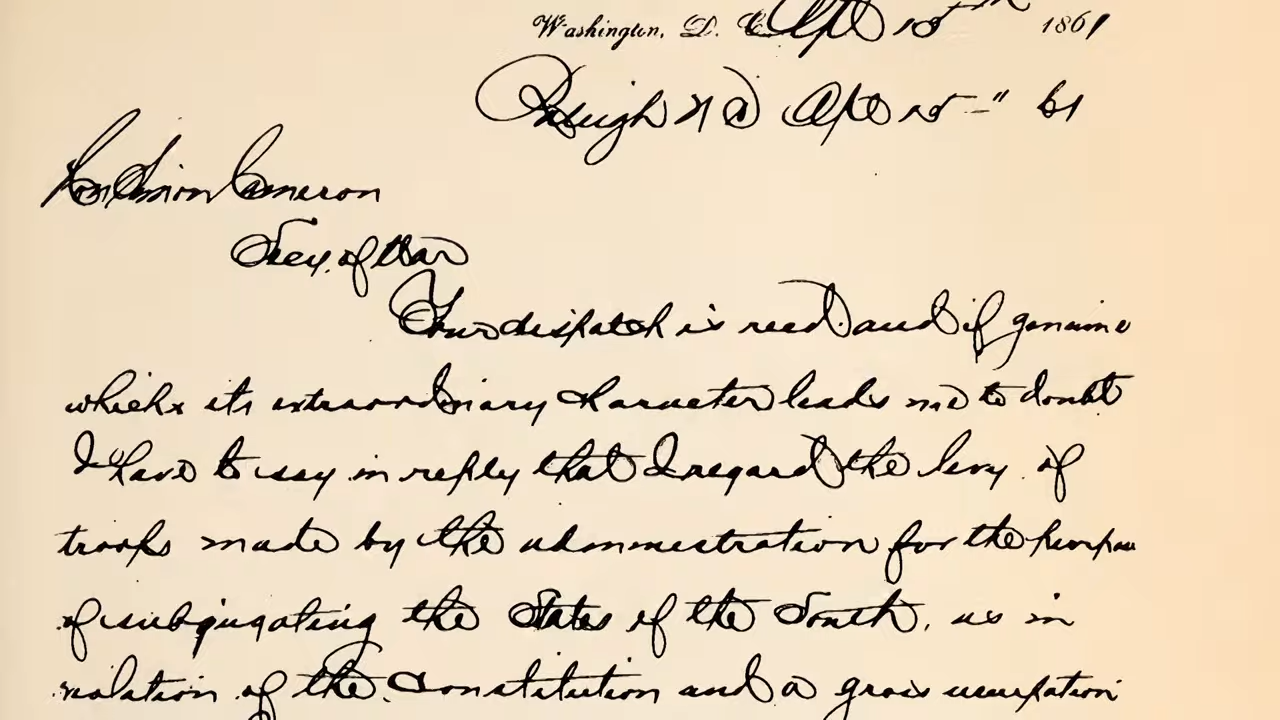 Washington, D. C. Apl 15th 1861
Raleigh N C Apl 15-" 61
Hon Simon Cameron
Secy. of War
Your dispatch is recd. and if genuine
which its extraordinary character leads me to doubt
I have to say in reply that I regard the levy of
troops made by the administration for the purpose
of subjugating the States of the South, as in
violation of the Constitution and a gross usurpation